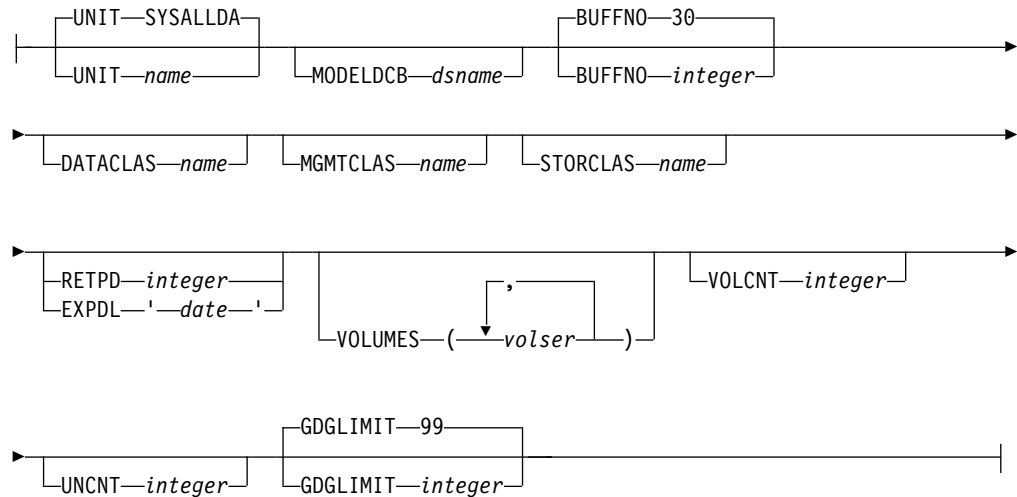 UNIT SYSALLDA BUFFNO 30
UNIT name MODELDCB dsname BUFFNO integer
DATACLAS name MGMTCLAS name STORCLAS name
RETPD integer VOLCNT integer
EXPDL ' date ' ,
VOLUMES ( volser )
GDGLIMIT 99
UNCNT integer GDGLIMIT integer